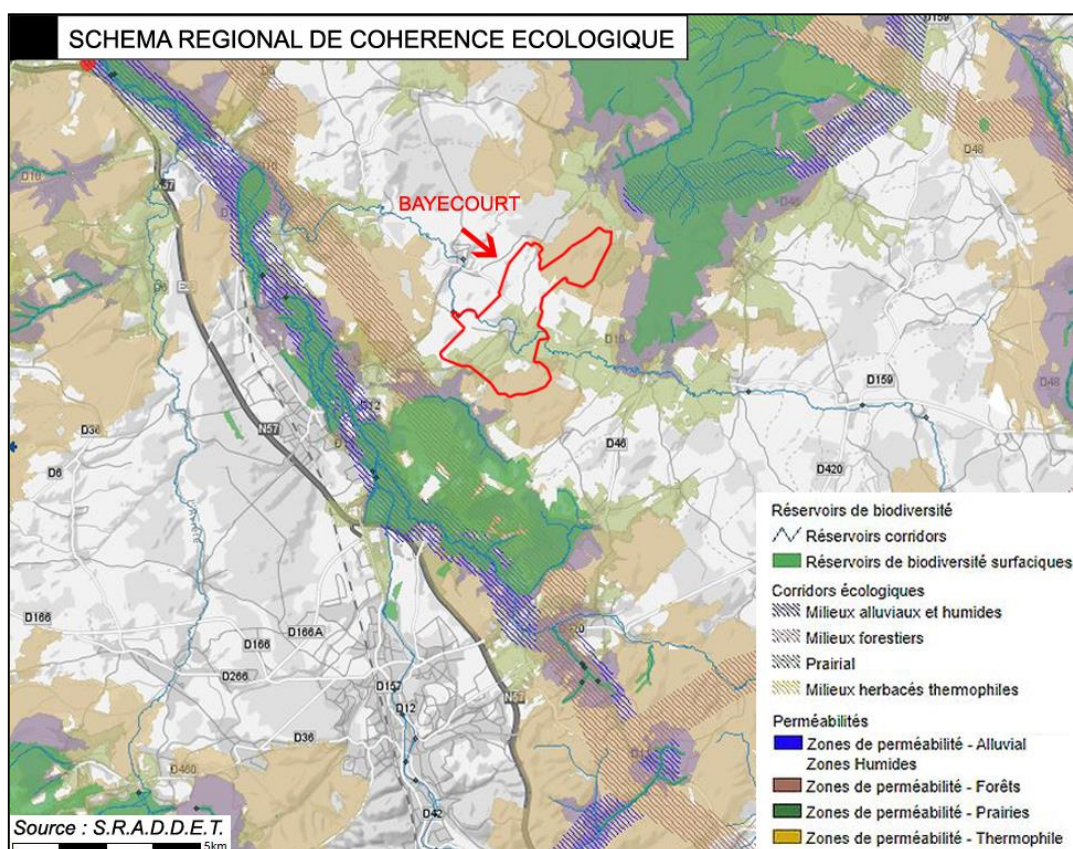 SCHEMA REGIONAL DE COHERENCE ECOLOGIQUE
D159
D48
BAYECOURT
D159
N57
D12
D36
D6
D46
D420
D48
D166
D166A
D166
D266
D157
D12
N57
D36
D460
D42
Réservoirs de biodiversité
Réservoirs corridors
Réservoirs de biodiversité surfaciques
Corridors écologiques
Milieux alluviaux et humides
Milieux forestiers
Prairial
Milieux herbacés thermophiles
Perméabilités
Zones de perméabilité - Alluvial
Zones Humides
Zones de perméabilité - Forêts
Zones de perméabilité - Prairies
Zones de perméabilité - Thermophile
Source : S.R.A.D.D.E.T.
5km